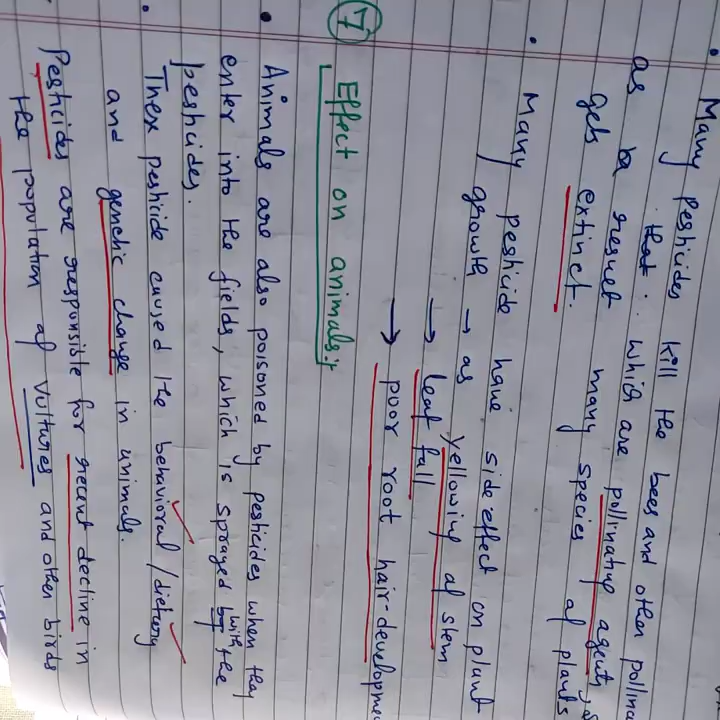 • Many pesticides kill the bees and other pollina
that . which are pollinating agents,
as a result many species of plants
gets extinct.
• Many pesticide have side effect on plant
growth → as yellowing of stem
→ leaf fall
→ poor root hair-developme
7 Effect on animals:
• Animals are also poisoned by pesticides when they
enter into the fields, which is sprayed by with the
pesticides.
• Thex pesticide caused the behavioral / dietary
and genetic change in animals.
Pesticides are responsible for recent decline in
the population of vultures and other birds